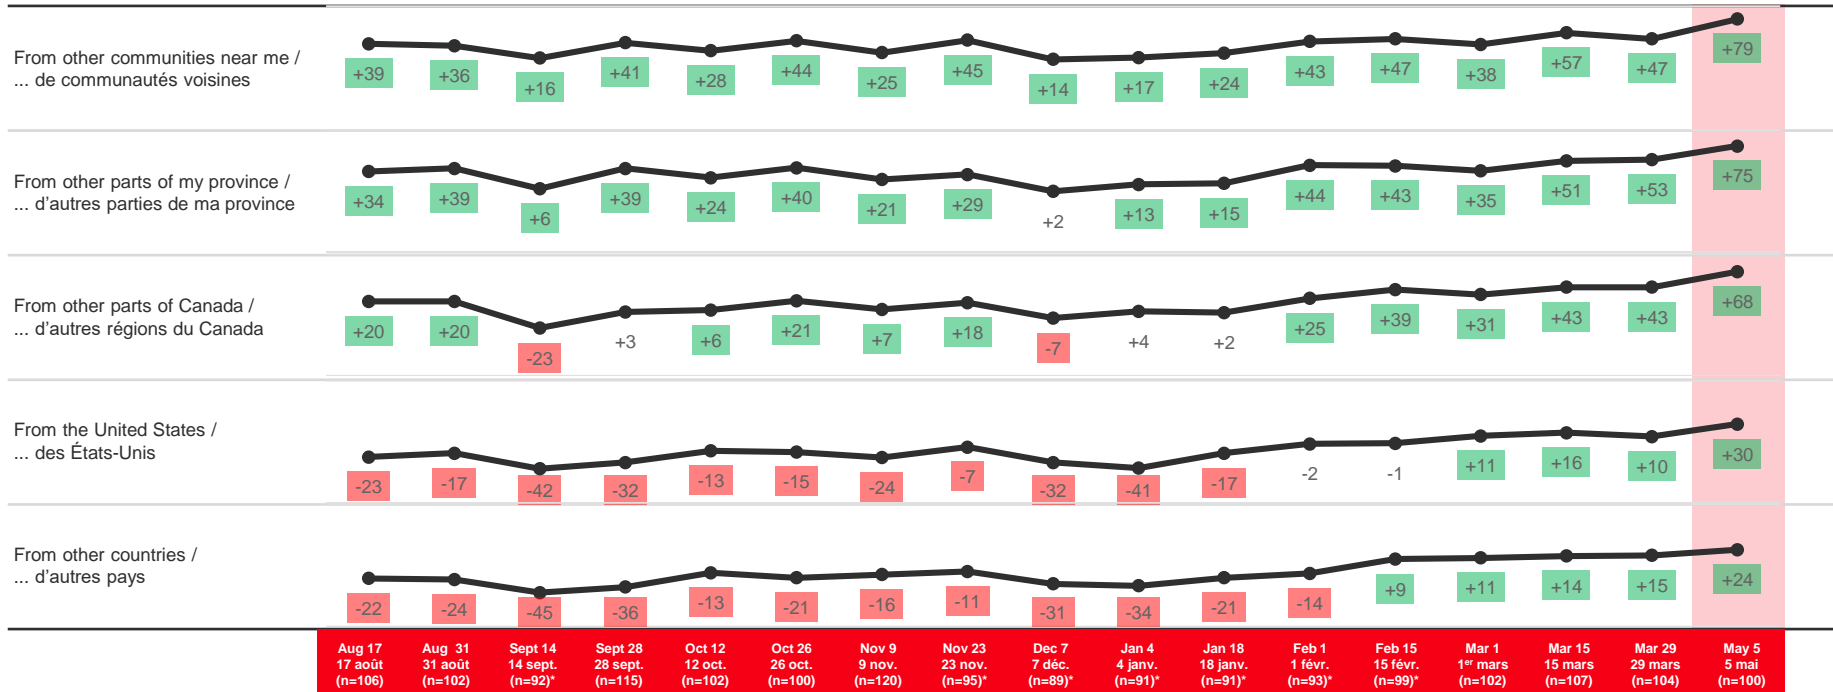 From other communities near me /
... de communautés voisines
+39 +36 +16 +41 +28 +44 +25 +45 +14 +17 +24 +43 +47 +38 +57 +47 +79
From other parts of my province /
... d'autres parties de ma province
+34 +39 +6 +39 +24 +40 +21 +29 +2 +13 +15 +44 +43 +35 +51 +53 +75
From other parts of Canada /
... d'autres régions du Canada
+20 +20 -23 +3 +6 +21 +7 +18 -7 +4 +2 +25 +39 +31 +43 +43 +68
From the United States /
... des États-Unis
-23 -17 -42 -32 -13 -15 -24 -7 -32 -41 -17 -2 -1 +11 +16 +10 +30
From other countries /
... d'autres pays
-22 -24 -45 -36 -13 -21 -16 -11 -31 -34 -21 -14 +9 +11 +14 +15 +24
Aug 17 Aug 31 Sept 14 Sept 28 Oct 12 Oct 26 Nov 9 Nov 23 Dec 7 Jan 4 Jan 18 Feb 1 Feb 15 Mar 1 Mar 15 Mar 29 May 5
17 août 31 août 14 sept. 28 sept. 12 oct. 26 oct. 9 nov. 23 nov. 7 déc. 4 janv. 18 janv. 1 févr. 15 févr. 1er mars 15 mars 29 mars 5 mai
(n=106) (n=102) (n=92)* (n=115) (n=102) (n=100) (n=120) (n=95)* (n=89)* (n=91)* (n=91)* (n=93)* (n=99)* (n=102) (n=107) (n=104) (n=100)